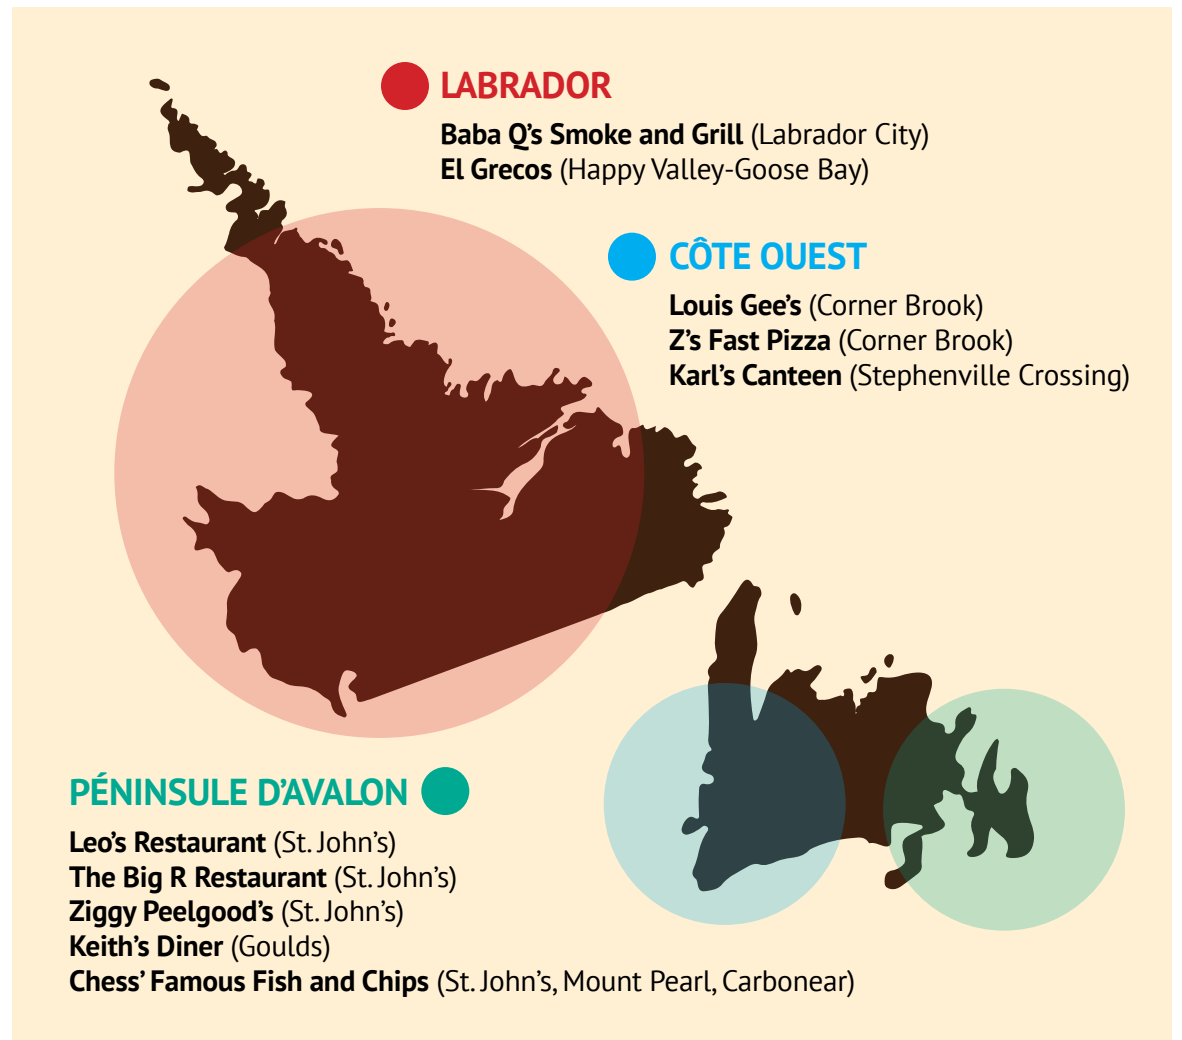 LABRADOR
Baba Q’s Smoke and Grill (Labrador City)
El Grecos (Happy Valley-Goose Bay)
CÔTE OUEST
Louis Gee’s (Corner Brook)
Z’s Fast Pizza (Corner Brook)
Karl’s Canteen (Stephenville Crossing)
PÉNINSULE D’AVALON
Leo’s Restaurant (St. John’s)
The Big R Restaurant (St. John’s)
Ziggy Peelgood’s (St. John’s)
Keith’s Diner (Goulds)
Chess’ Famous Fish and Chips (St. John’s, Mount Pearl, Carbonear)